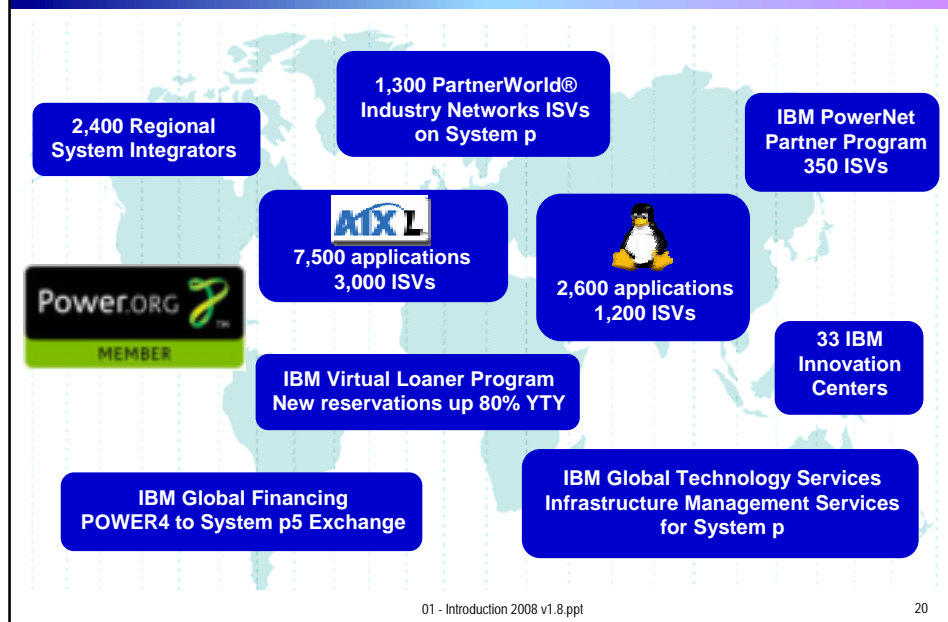 1,300 PartnerWorld®
Industry Networks ISVs
on System p
2,400 Regional
System Integrators
IBM PowerNet
Partner Program
350 ISVs
AIX L
7,500 applications
3,000 ISVs
2,600 applications
1,200 ISVs
Power.ORG
TM
MEMBER
33 IBM
Innovation
Centers
IBM Virtual Loaner Program
New reservations up 80% YTY
IBM Global Technology Services
Infrastructure Management Services
for System p
IBM Global Financing
POWER4 to System p5 Exchange
01 - Introduction 2008 v1.8.ppt
20